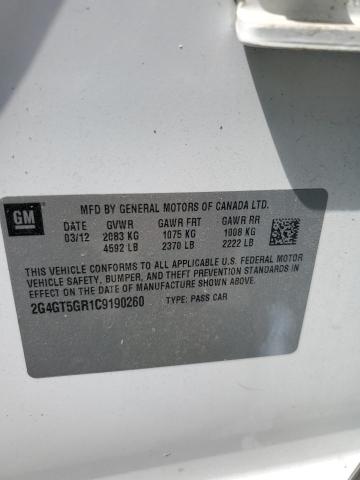 GM
MFD BY GENERAL MOTORS OF CANADA LTD.
DATE GVWR GAWR FRT GAWR RR
03/12 2083 KG 1075 KG 1008 KG
4592 LB 2370 LB 2222 LB
THIS VEHICLE CONFORMS TO ALL APPLICABLE U.S. FEDERAL
MOTOR VEHICLE SAFETY, BUMPER, AND THEFT PREVENTION STANDARDS
IN EFFECT ON THE DATE OF MANUFACTURE SHOWN ABOVE.
2G4GT5GR1C9190260 TYPE: PASS CAR